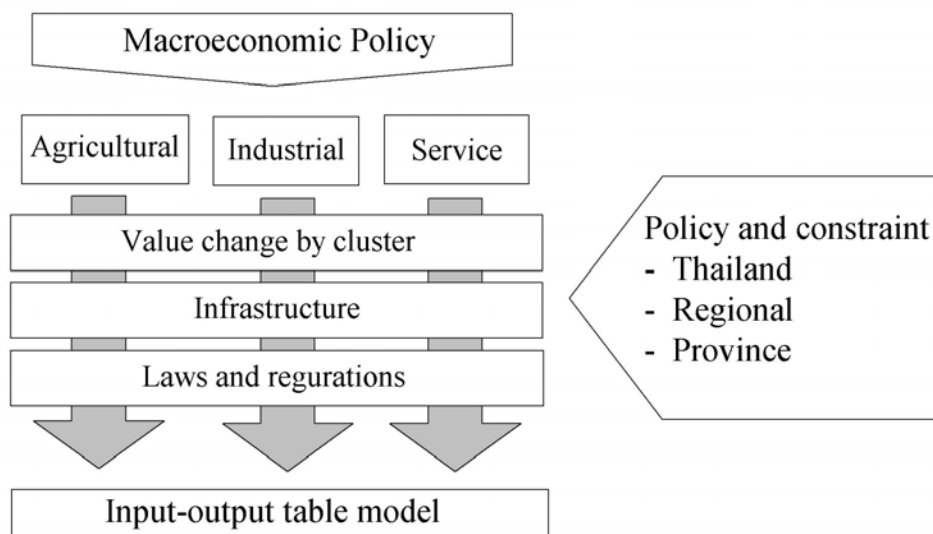 Macroeconomic Policy
Agricultural
Industrial
Service
Value change by cluster
Infrastructure
Laws and regurations
Input-output table model
Policy and constraint
- Thailand
- Regional
- Province